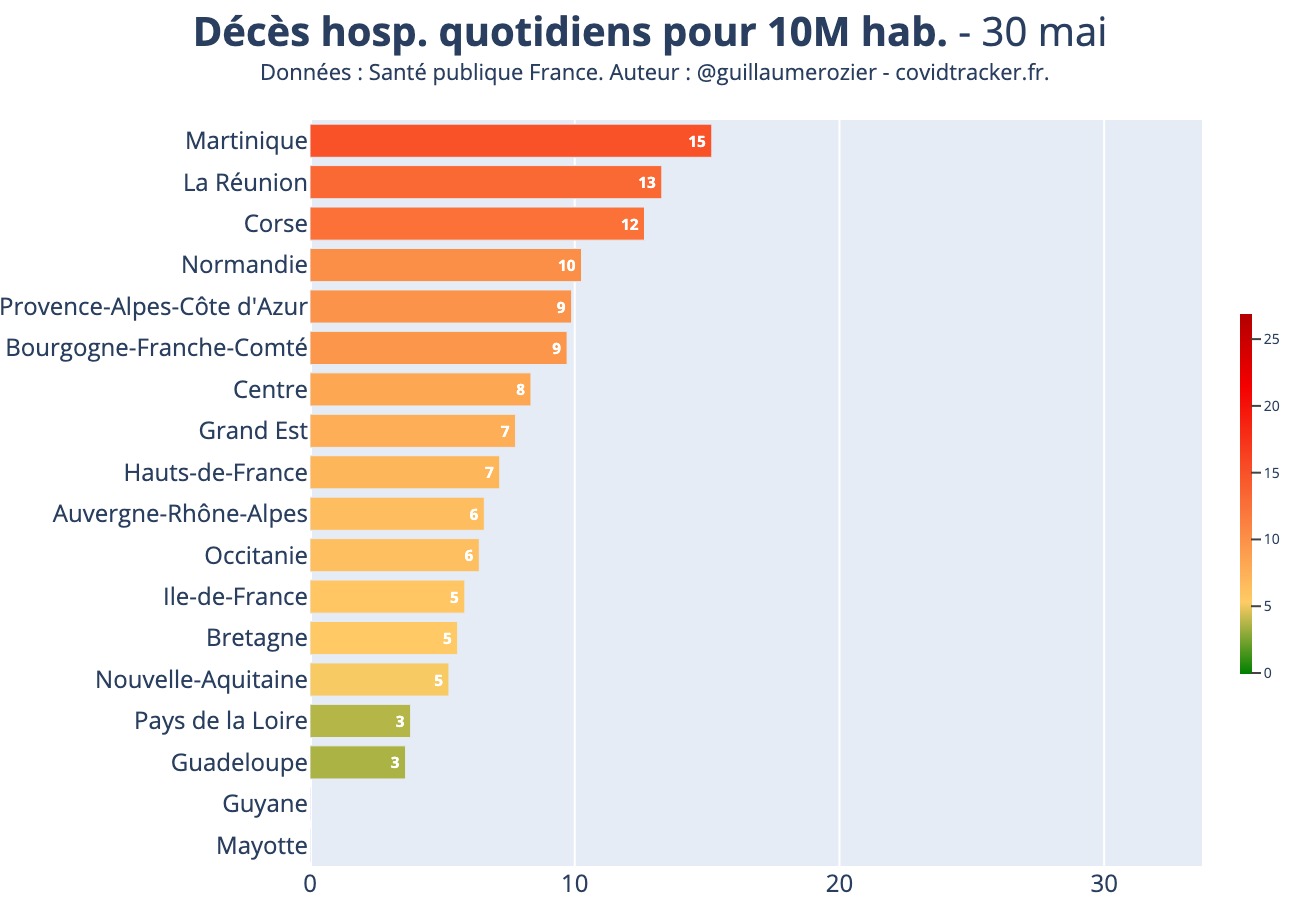 Décès hosp. quotidiens pour 10M hab. - 30 mai
Données : Santé publique France. Auteur : @guillaumerozier - covidtracker.fr.
Martinique 15
La Réunion 13
Corse 12
Normandie 10
Provence-Alpes-Côte d'Azur 9
Bourgogne-Franche-Comté 9
Centre 8
Grand Est 7
Hauts-de-France 7
Auvergne-Rhône-Alpes 6
Occitanie 6
Ile-de-France 5
Bretagne 5
Nouvelle-Aquitaine 5
Pays de la Loire 3
Guadeloupe 3
Guyane
Mayotte
0 10 20 30
25
20
15
10
5
0